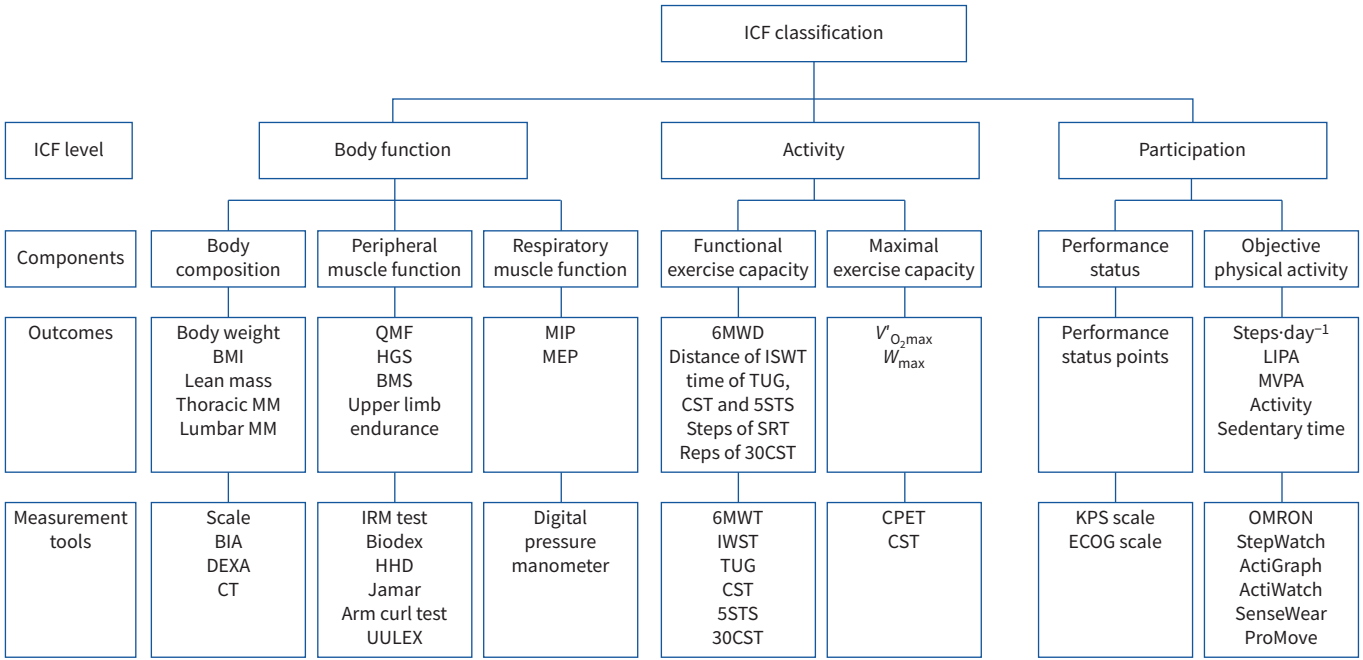 ICF classification
ICF level
Body function
Activity
Participation
Components
Body
composition
Peripheral
muscle function
Respiratory
muscle function
Functional
exercise capacity
Maximal
exercise capacity
Performance
status
Objective
physical activity
Outcomes
Body weight
BMI
Lean mass
Thoracic MM
Lumbar MM
QMF
HGS
BMS
Upper limb
endurance
MIP
MEP
6MWD
Distance of ISWT
time of TUG,
CST and 5STS
Steps of SRT
Reps of 30CST
V′O₂max
Wmax
Performance
status points
Steps·day⁻¹
LIPA
MVPA
Activity
Sedentary time
Measurement
tools
Scale
BIA
DEXA
CT
IRM test
Biodex
HHD
Jamar
Arm curl test
UULEX
Digital
pressure
manometer
6MWT
IWST
TUG
CST
5STS
30CST
CPET
CST
KPS scale
ECOG scale
OMRON
StepWatch
ActiGraph
ActiWatch
SenseWear
ProMove